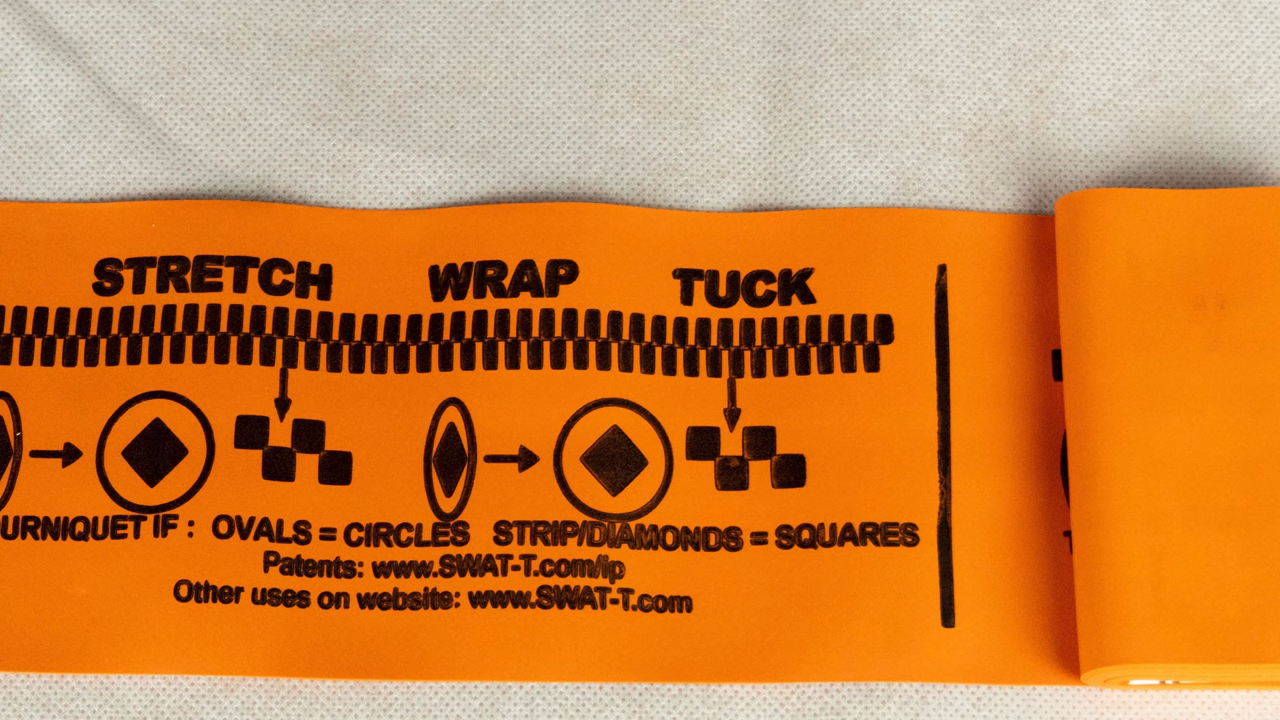 STRETCH WRAP TUCK
URNIQUET IF : OVALS = CIRCLES STRIP/DIAMONDS = SQUARES
Patents: www.SWAT-T.com/ip
Other uses on website: www.SWAT-T.com